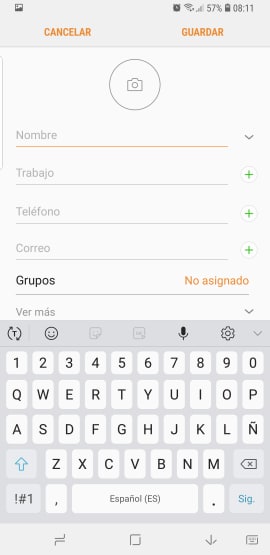 57% 08:11
CANCELAR GUARDAR
Nombre
Trabajo
Teléfono
Correo
Grupos No asignado
Ver más
1 2 3 4 5 6 7 8 9 0
Q W E R T Y U I O P
A S D F G H J K L Ñ
Z X C V B N M
!#1 , Español (ES) . Sig.